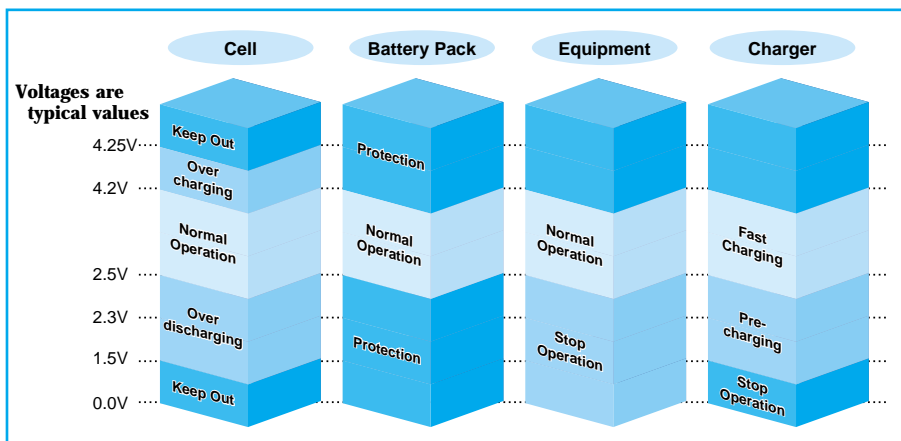 Cell
Battery Pack
Equipment
Charger
Voltages are
typical values
4.25V
4.2V
2.5V
2.3V
1.5V
0.0V
Keep Out
Over
charging
Normal
Operation
Over
discharging
Keep Out
Protection
Normal
Operation
Protection
Normal
Operation
Stop
Operation
Fast
Charging
Pre-
charging
Stop
Operation